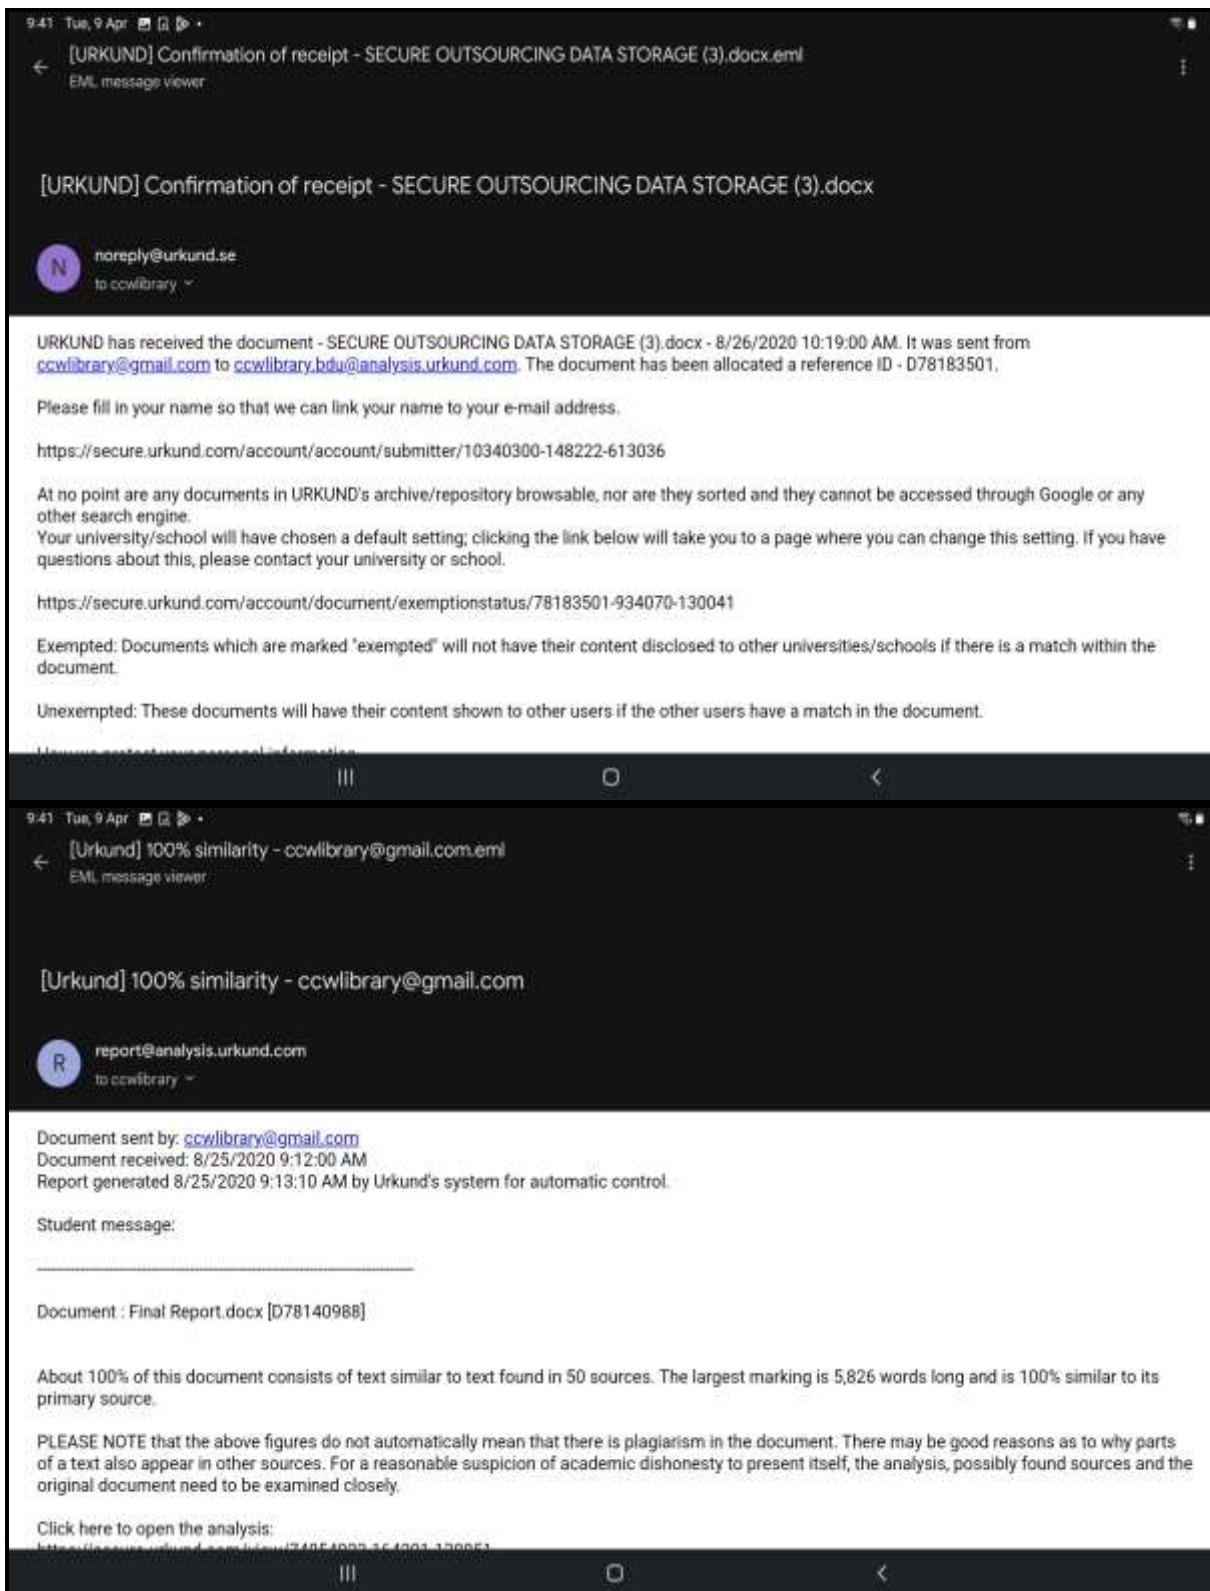 9:41 Tue, 9 Apr
[URKUND] Confirmation of receipt - SECURE OUTSOURCING DATA STORAGE (3).docx.eml
EML message viewer
[URKUND] Confirmation of receipt - SECURE OUTSOURCING DATA STORAGE (3).docx
N
noreply@urkund.se
to ccwlibrary
URKUND has received the document - SECURE OUTSOURCING DATA STORAGE (3).docx - 8/26/2020 10:19:00 AM. It was sent from
ccwlibrary@gmail.com to ccwlibrary.bdu@analysis.urkund.com. The document has been allocated a reference ID - D78183501.
Please fill in your name so that we can link your name to your e-mail address.
https://secure.urkund.com/account/account/submitter/10340300-148222-613036
At no point are any documents in URKUND's archive/repository browsable, nor are they sorted and they cannot be accessed through Google or any
other search engine.
Your university/school will have chosen a default setting; clicking the link below will take you to a page where you can change this setting. If you have
questions about this, please contact your university or school.
https://secure.urkund.com/account/document/exemptionstatus/78183501-934070-130041
Exempted: Documents which are marked "exempted" will not have their content disclosed to other universities/schools if there is a match within the
document.
Unexempted: These documents will have their content shown to other users if the other users have a match in the document.
How we protect your personal information
9:41 Tue, 9 Apr
[Urkund] 100% similarity - ccwlibrary@gmail.com.eml
EML message viewer
[Urkund] 100% similarity - ccwlibrary@gmail.com
R
report@analysis.urkund.com
to ccwlibrary
Document sent by: ccwlibrary@gmail.com
Document received: 8/25/2020 9:12:00 AM
Report generated 8/25/2020 9:13:10 AM by Urkund's system for automatic control.
Student message:
Document : Final Report.docx [D78140988]
About 100% of this document consists of text similar to text found in 50 sources. The largest marking is 5,826 words long and is 100% similar to its
primary source.
PLEASE NOTE that the above figures do not automatically mean that there is plagiarism in the document. There may be good reasons as to why parts
of a text also appear in other sources. For a reasonable suspicion of academic dishonesty to present itself, the analysis, possibly found sources and the
original document need to be examined closely.
Click here to open the analysis: